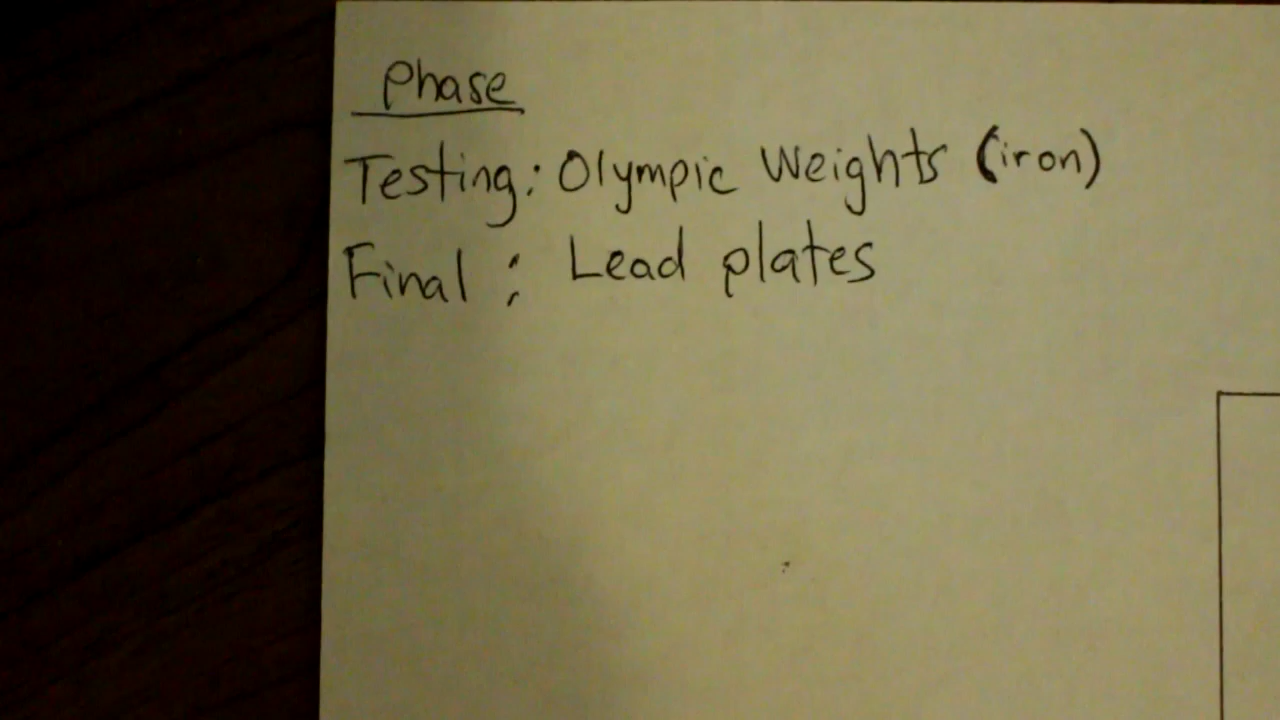 Phase
Testing: Olympic Weights (iron)
Final : Lead plates